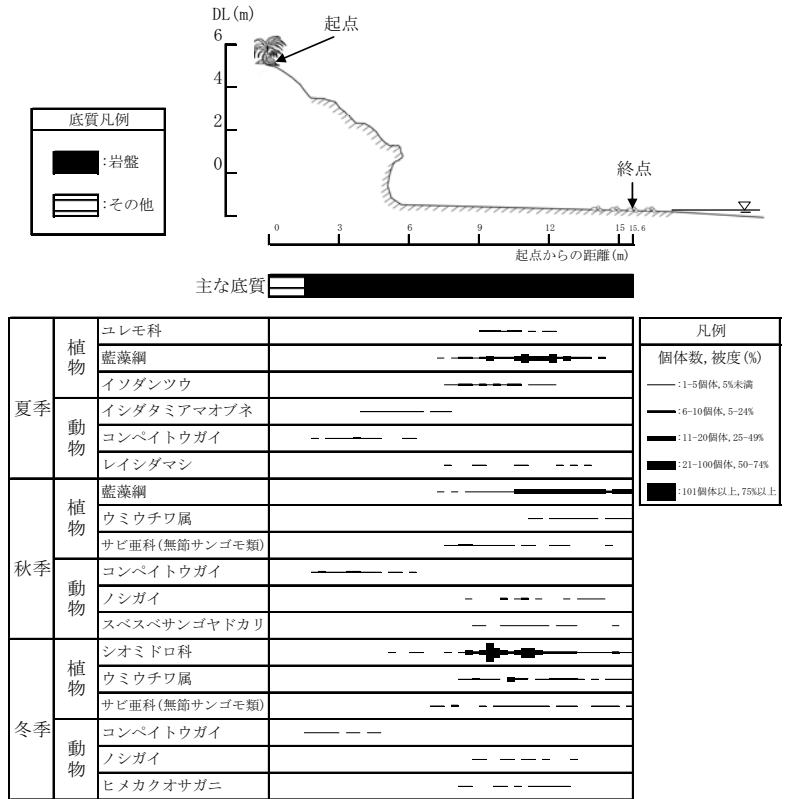 DL(m)
6
4
2
0
起点
終点
底質凡例
:岩盤
:その他
0 3 6 9 12 15 15.6
起点からの距離(m)
主な底質
夏季
植物
ユレモ科
藍藻綱
イソダンツウ
動物
イシダタミアマオブネ
コンペイトウガイ
レイシダマシ
秋季
植物
藍藻綱
ウミウチワ属
サビ亜科(無節サンゴモ類)
動物
コンペイトウガイ
ノシガイ
スベスベサンゴヤドカリ
冬季
植物
シオミドロ科
ウミウチワ属
サビ亜科(無節サンゴモ類)
動物
コンペイトウガイ
ノシガイ
ヒメカクオサガニ
凡例
個体数,被度(%)
:1-5個体,5%未満
:6-10個体,5-24%
:11-20個体,25-49%
:21-100個体,50-74%
:101個体以上,75%以上